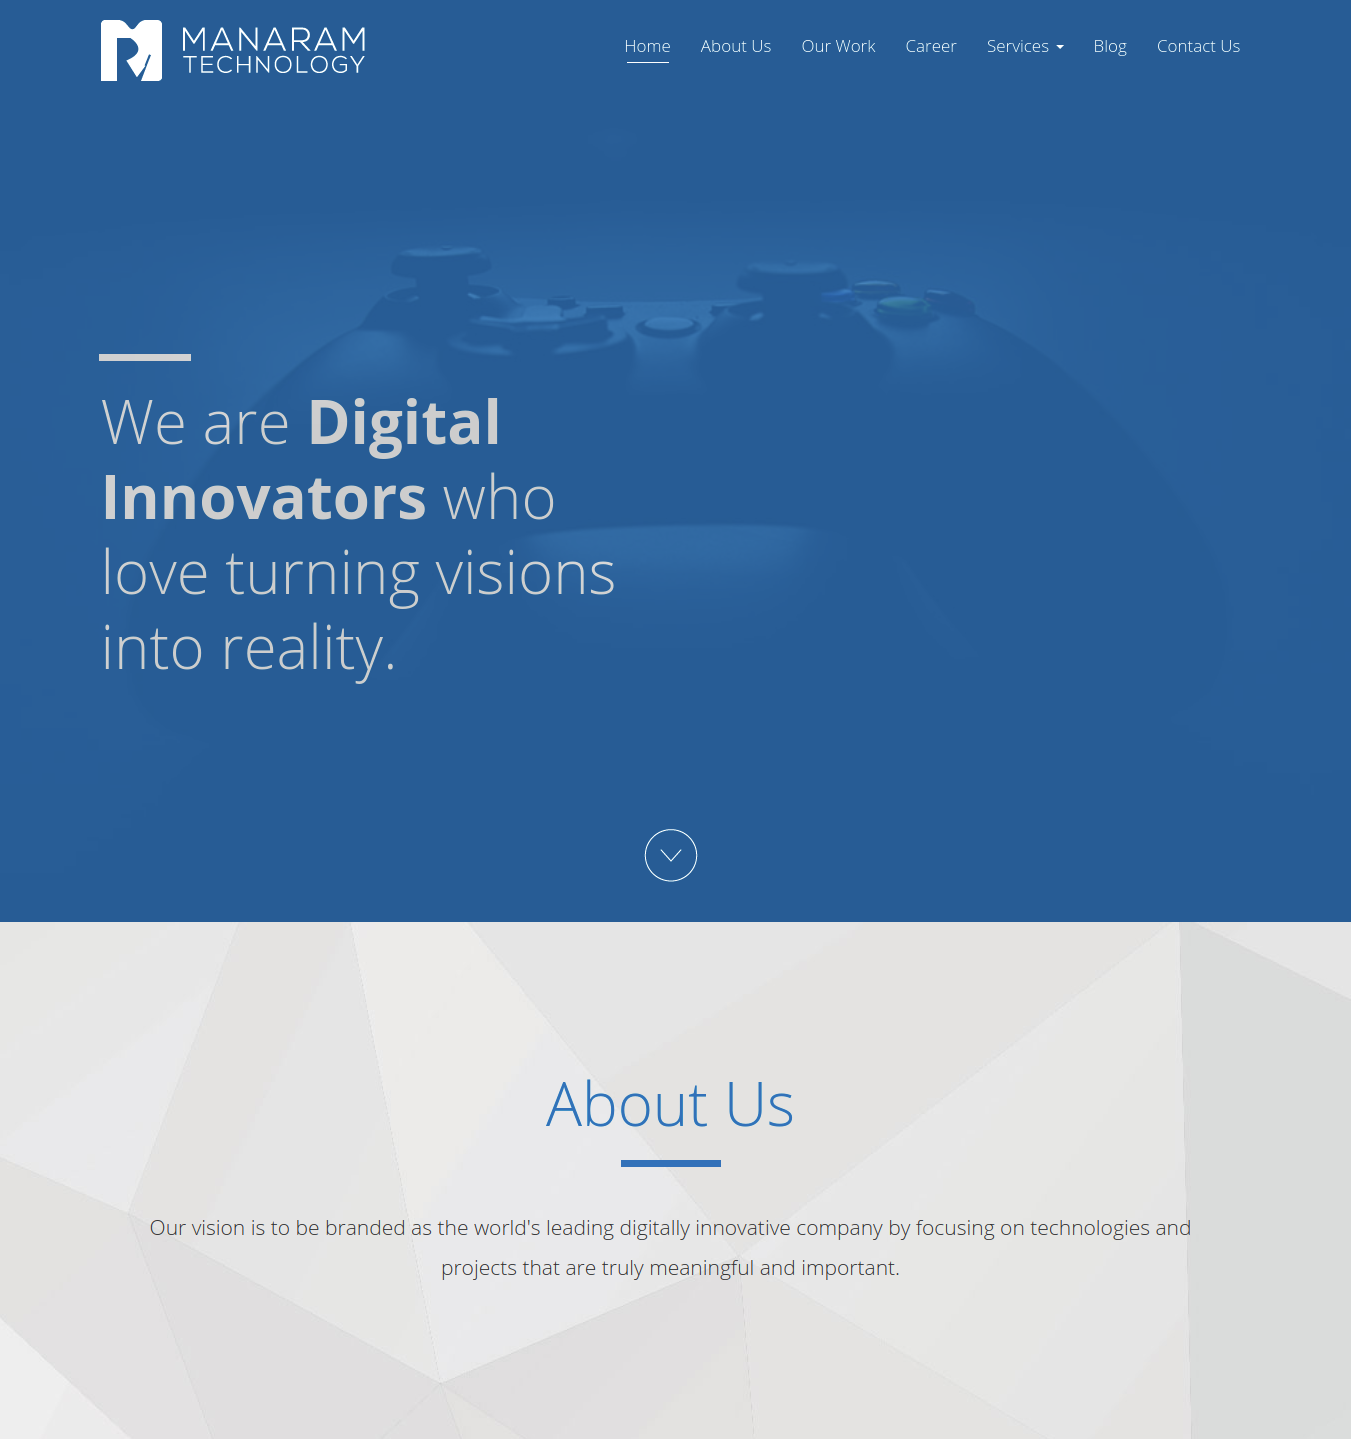 MANARAM
TECHNOLOGY
Home About Us Our Work Career Services Blog Contact Us
We are Digital
Innovators who
love turning visions
into reality.
About Us
Our vision is to be branded as the world's leading digitally innovative company by focusing on technologies and
projects that are truly meaningful and important.